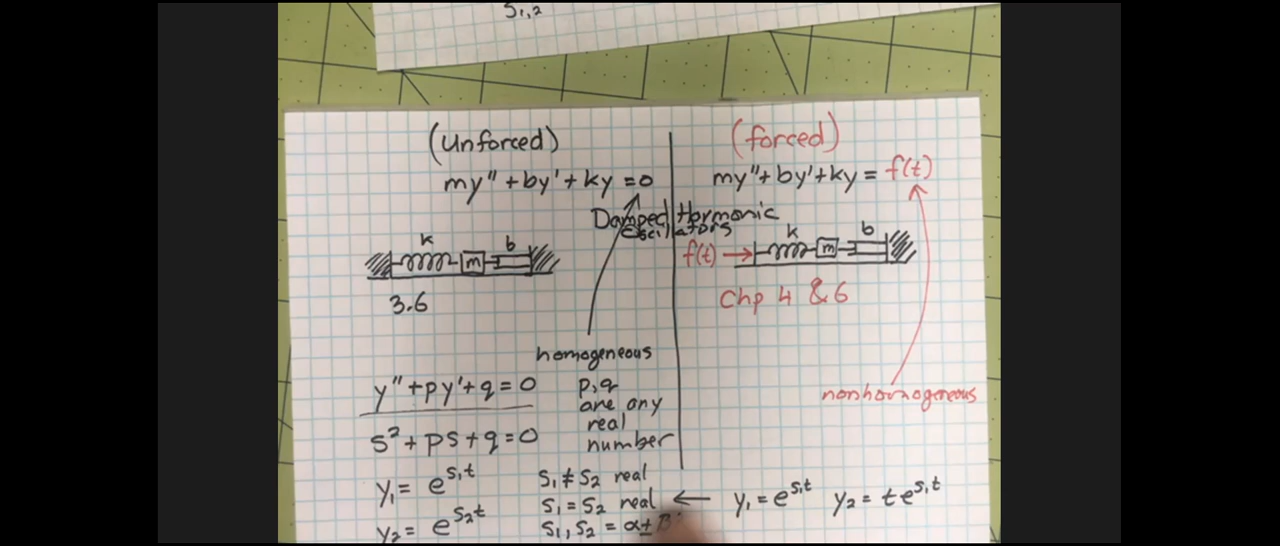 S₁,₂
(Unforced)
my" + by' + ky = 0
(forced)
my" + by' + ky = f(t)
Damped Harmonic
Oscillators
k
m
b
3.6
f(t) →
k
m
b
Chp 4 & 6
homogeneous
nonhomogeneous
y" + py' + q = 0
p,q
are any
real
number
s² + ps + q = 0
y₁ = e^{s₁t}
y₂ = e^{s₂t}
s₁ ≠ s₂ real
s₁ = s₂ real ← y₁ = e^{s₁t} y₂ = t e^{s₁t}
s₁, s₂ = α ± β